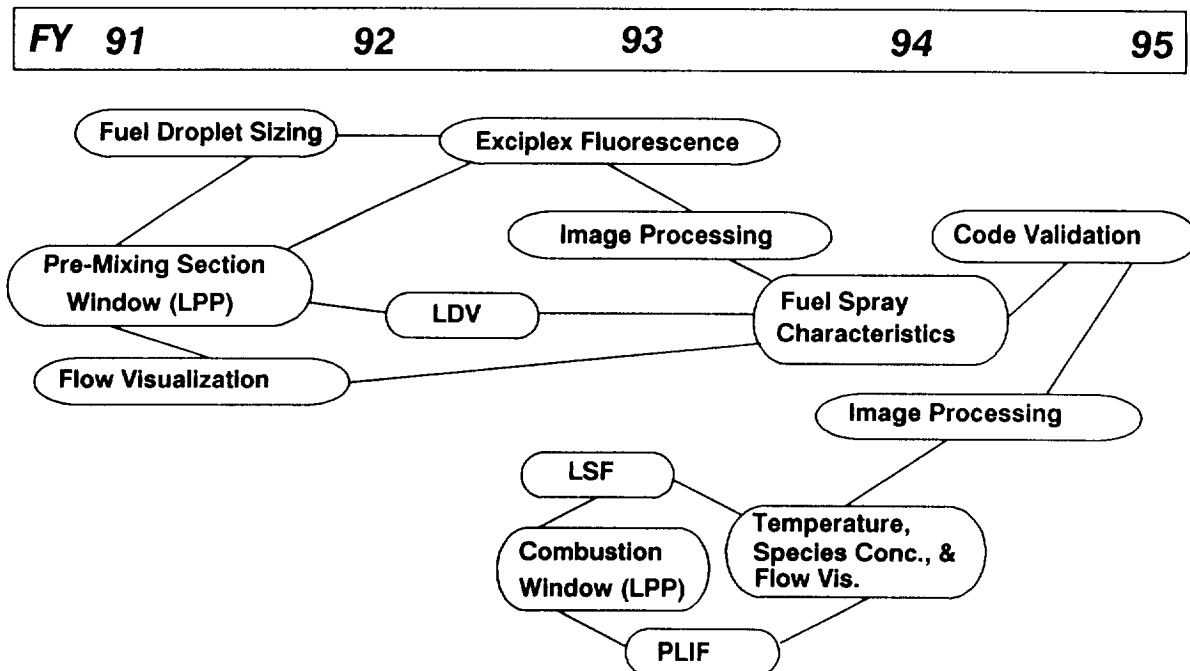 FY 91 92 93 94 95
Fuel Droplet Sizing
Exciplex Fluorescence
Image Processing
Code Validation
Pre-Mixing Section
Window (LPP)
LDV
Fuel Spray
Characteristics
Flow Visualization
Image Processing
LSF
Temperature,
Species Conc., &
Flow Vis.
Combustion
Window (LPP)
PLIF